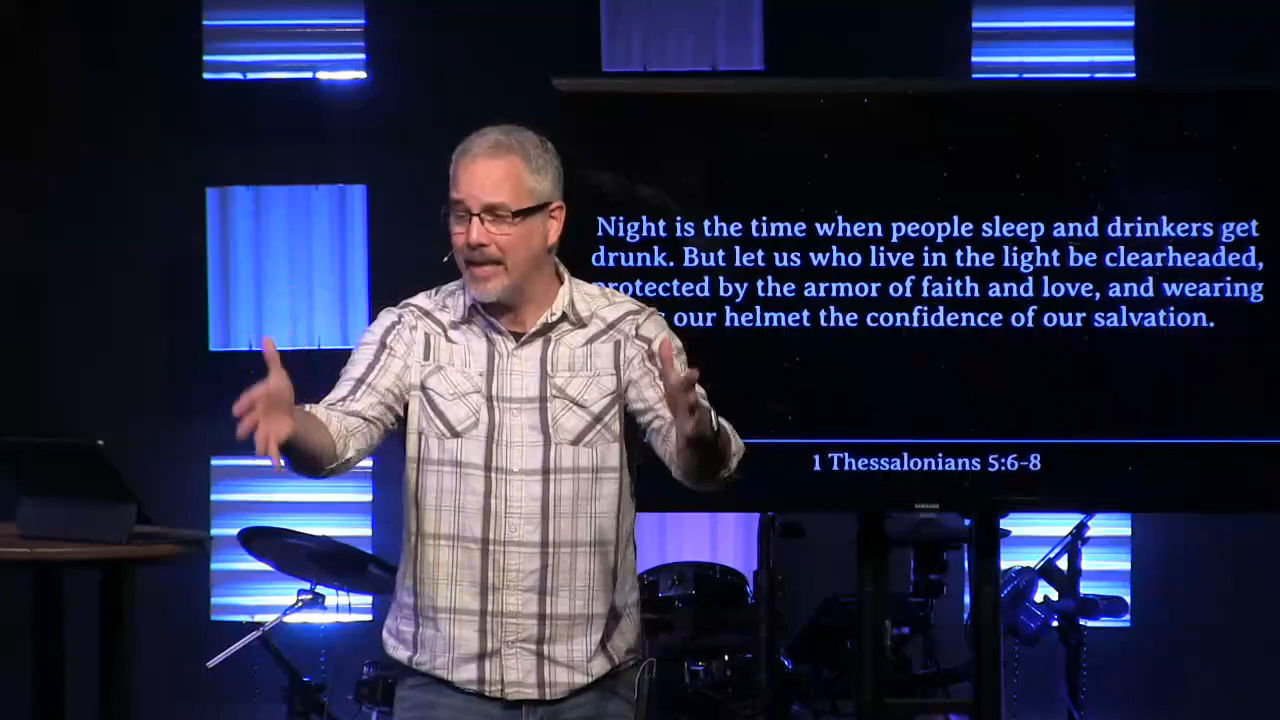 Night is the time when people sleep and drinkers get
drunk. But let us who live in the light be clearheaded,
protected by the armor of faith and love, and wearing
our helmet the confidence of our salvation.
1 Thessalonians 5:6-8
SAMSUNG